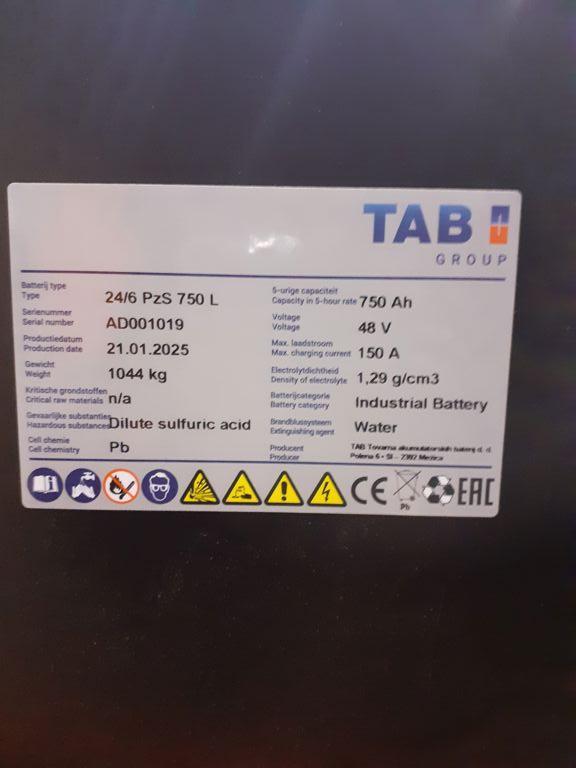 TAB
GROUP
Batterij type
Type
24/6 PzS 750 L
Serienummer
Serial number
AD001019
Productiedatum
Production date
21.01.2025
Gewicht
Weight
1044 kg
Kritische grondstoffen
Critical raw materials
n/a
Gevaarlijke substanties
Hazardous substances
Dilute sulfuric acid
Cell chemie
Cell chemistry
Pb
5-urige capaciteit
Capacity in 5-hour rate
750 Ah
Voltage
Voltage
48 V
Max. laadstroom
Max. charging current
150 A
Electrolytdichtheid
Density of electrolyte
1,29 g/cm3
Batterijcategorie
Battery category
Industrial Battery
Brandblussysteem
Extinguishing agent
Water
Producent
Producer
TAB Tovarna akumulatorskih baterij d. d.
Polena 6 • SI – 2392 Mežica
CE
Pb
EAC